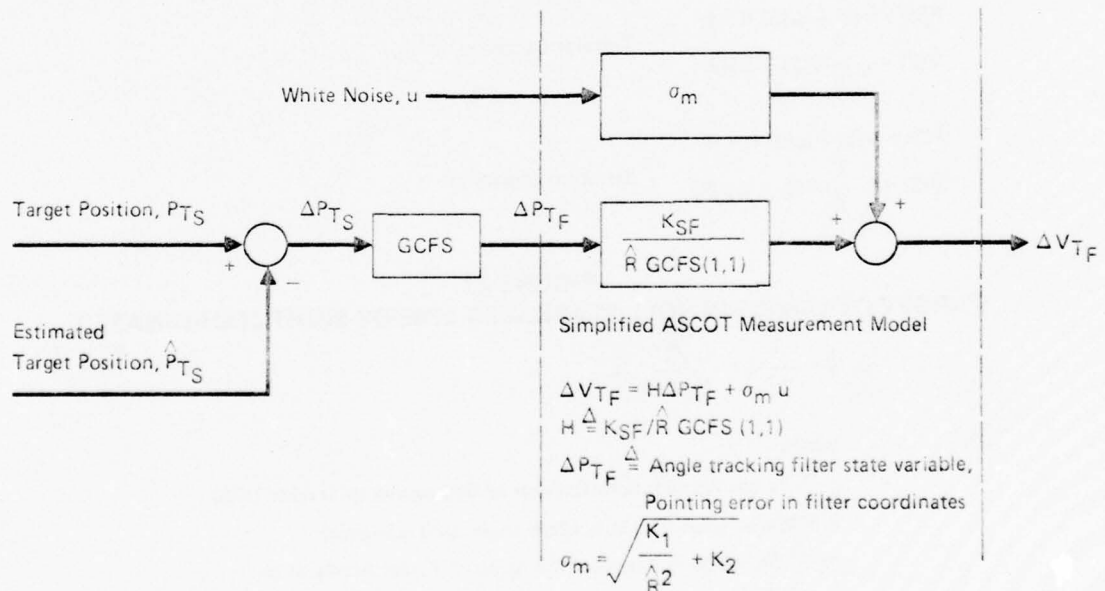 White Noise, u
σm
Target Position, PTS
ΔPTS
GCFS
ΔPTF
KSF
R̂ GCFS(1,1)
+
+
+
−
ΔVTF
Estimated
Target Position, P̂TS
Simplified ASCOT Measurement Model
ΔVTF = HΔPTF + σm u
H ≜ KSF/R̂ GCFS (1,1)
ΔPTF ≜ Angle tracking filter state variable,
Pointing error in filter coordinates
σm = √(K1/R̂2 + K2)